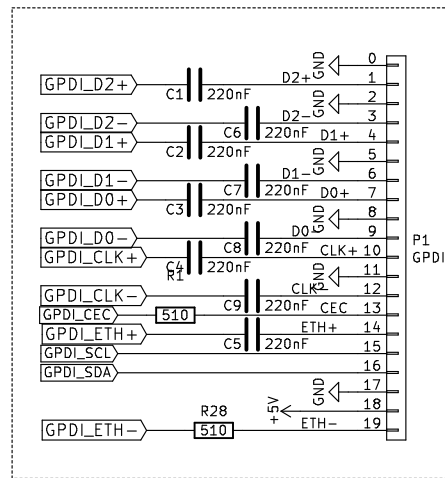 GND 0
GPDI_D2+ C1 220nF D2+ 1
GND 2
GPDI_D2- C6 220nF D2- 3
GPDI_D1+ C2 220nF D1+ 4
GND 5
GPDI_D1- C7 220nF D1- 6
GPDI_D0+ C3 220nF D0+ 7
GND 8
GPDI_D0- C8 220nF D0- 9
P1
GPDI_CLK+ C4 220nF CLK+ 10
GPDI
R1
GND 11
GPDI_CLK- C9 220nF CLK- 12
GPDI_CEC 510 CEC 13
GPDI_ETH+ C5 220nF ETH+ 14
GPDI_SCL 15
GPDI_SDA 16
GND 17
R28 +5V 18
GPDI_ETH- 510 ETH- 19